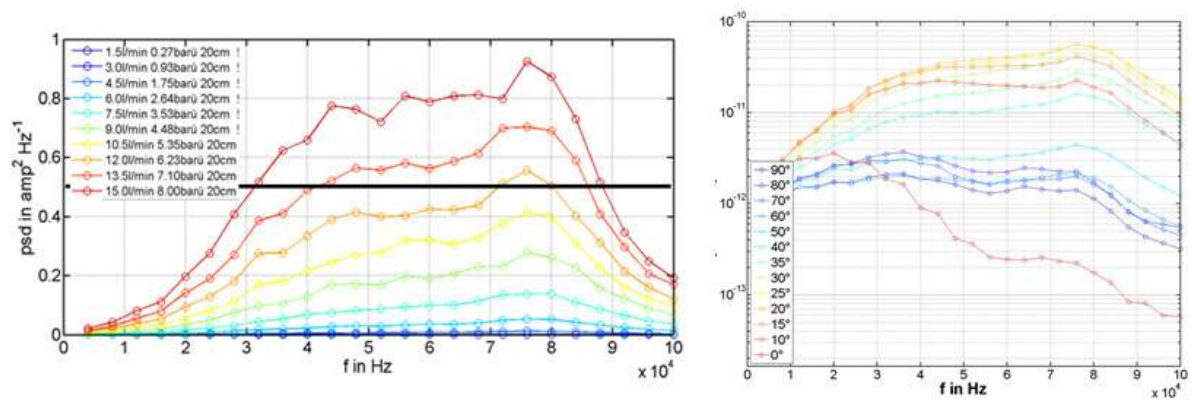 psd in amp² Hz⁻¹
1
0.8
0.6
0.4
0.2
0
1.5l/min 0.27barü 20cm
3.0l/min 0.93barü 20cm
4.5l/min 1.75barü 20cm
6.0l/min 2.64barü 20cm
7.5l/min 3.53barü 20cm
9.0l/min 4.48barü 20cm
10.5l/min 5.35barü 20cm
12.0l/min 6.23barü 20cm
13.5l/min 7.10barü 20cm
15.0l/min 8.00barü 20cm
0 1 2 3 4 5 6 7 8 9 10
f in Hz
x 10⁴
10⁻¹⁰
10⁻¹¹
10⁻¹²
10⁻¹³
90°
80°
70°
60°
50°
40°
35°
30°
25°
20°
15°
10°
0°
0 1 2 3 4 5 6 7 8 9 10
f in Hz
x 10⁴